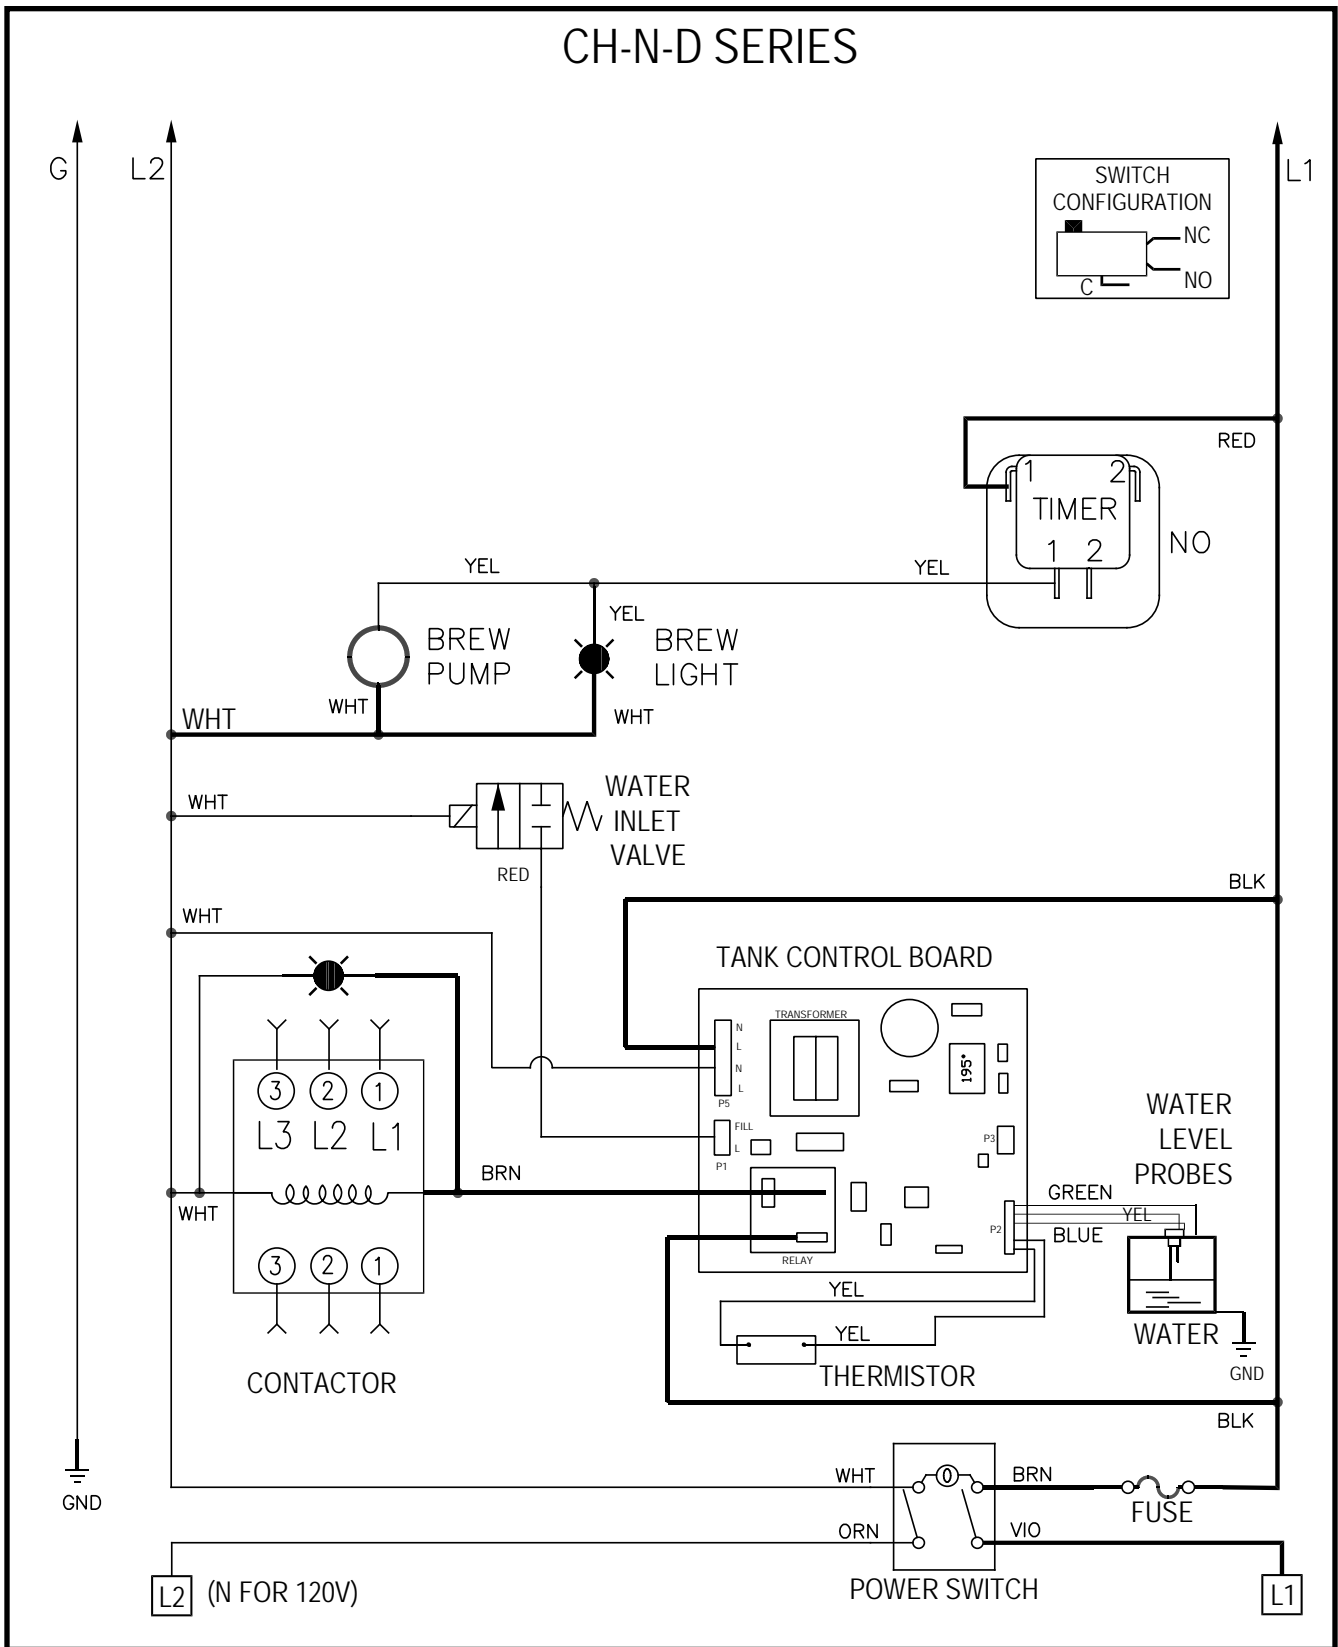 CH-N-D SERIES
G
L2
L1
SWITCH
CONFIGURATION
NC
NO
C
RED
1 2
TIMER
1 2
NO
YEL
YEL
YEL
BREW
PUMP
BREW
LIGHT
WHT
WHT
WHT
WATER
INLET
VALVE
WHT
RED
BLK
WHT
TANK CONTROL BOARD
TRANSFORMER
N
L
N
L
P5
195°
FILL
L
P1
P3
P2
RELAY
3 2 1
L3 L2 L1
BRN
WHT
3 2 1
CONTACTOR
WATER
LEVEL
PROBES
GREEN
YEL
BLUE
WATER
GND
YEL
YEL
THERMISTOR
BLK
GND
WHT
BRN
FUSE
ORN
VIO
POWER SWITCH
L2 (N FOR 120V)
L1